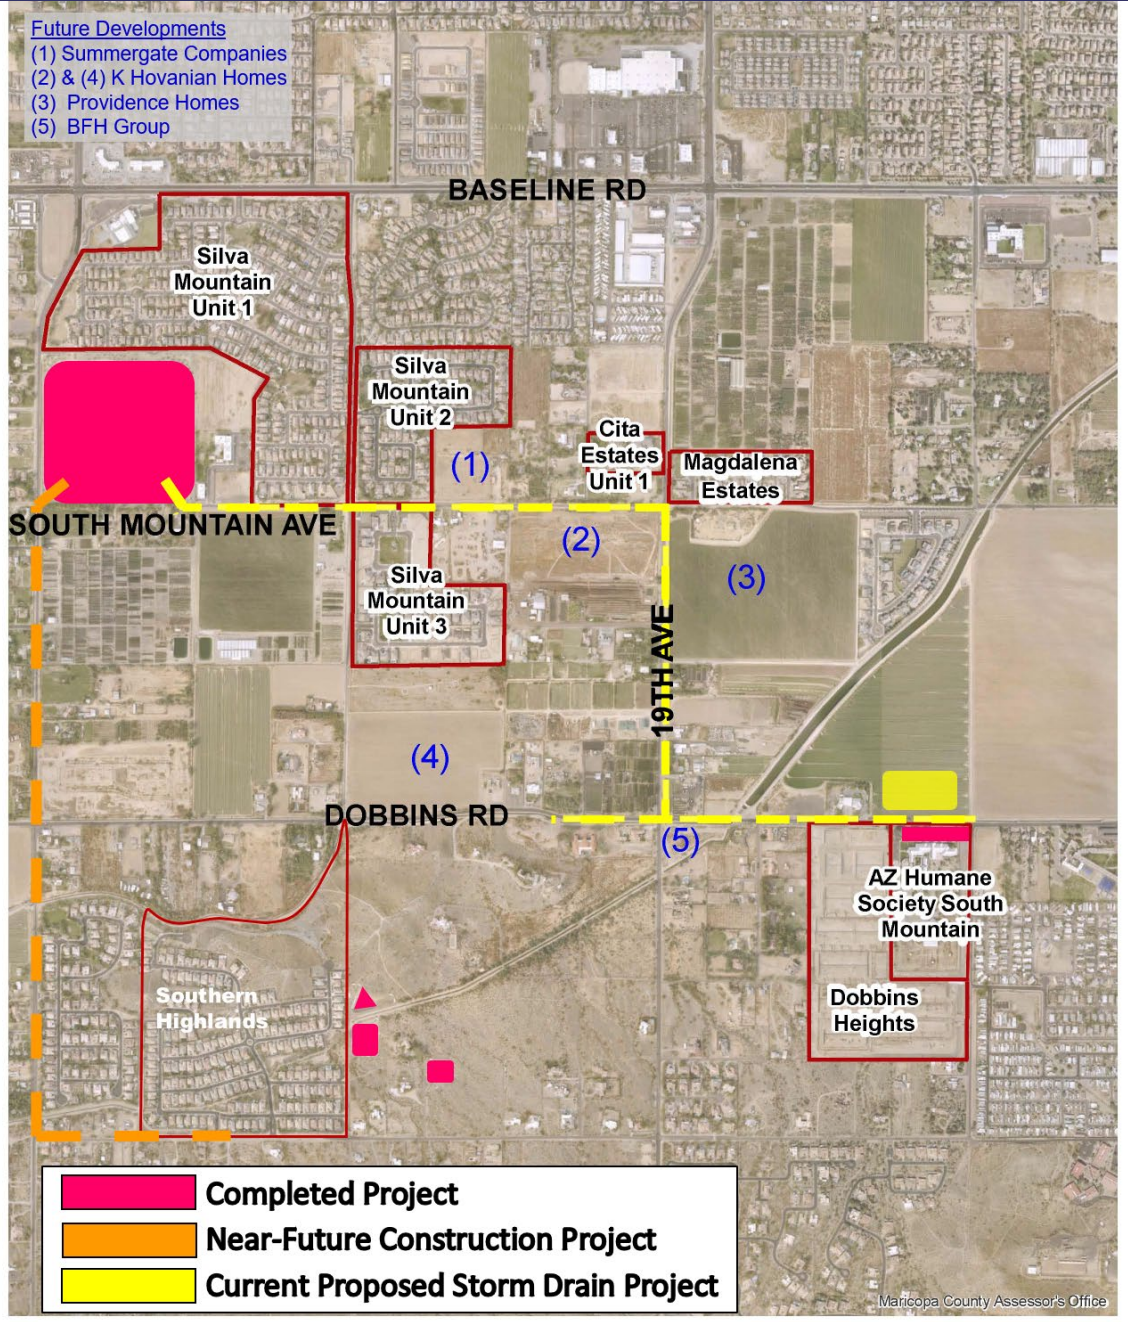 Future Developments
(1) Summergate Companies
(2) & (4) K Hovanian Homes
(3) Providence Homes
(5) BFH Group
BASELINE RD
Silva
Mountain
Unit 1
Silva
Mountain
Unit 2
(1)
Cita
Estates
Unit 1
Magdalena
Estates
SOUTH MOUNTAIN AVE
(2)
(3)
Silva
Mountain
Unit 3
19TH AVE
(4)
DOBBINS RD
(5)
AZ Humane
Society South
Mountain
Southern
Highlands
Dobbins
Heights
Completed Project
Near-Future Construction Project
Current Proposed Storm Drain Project
Maricopa County Assessor's Office